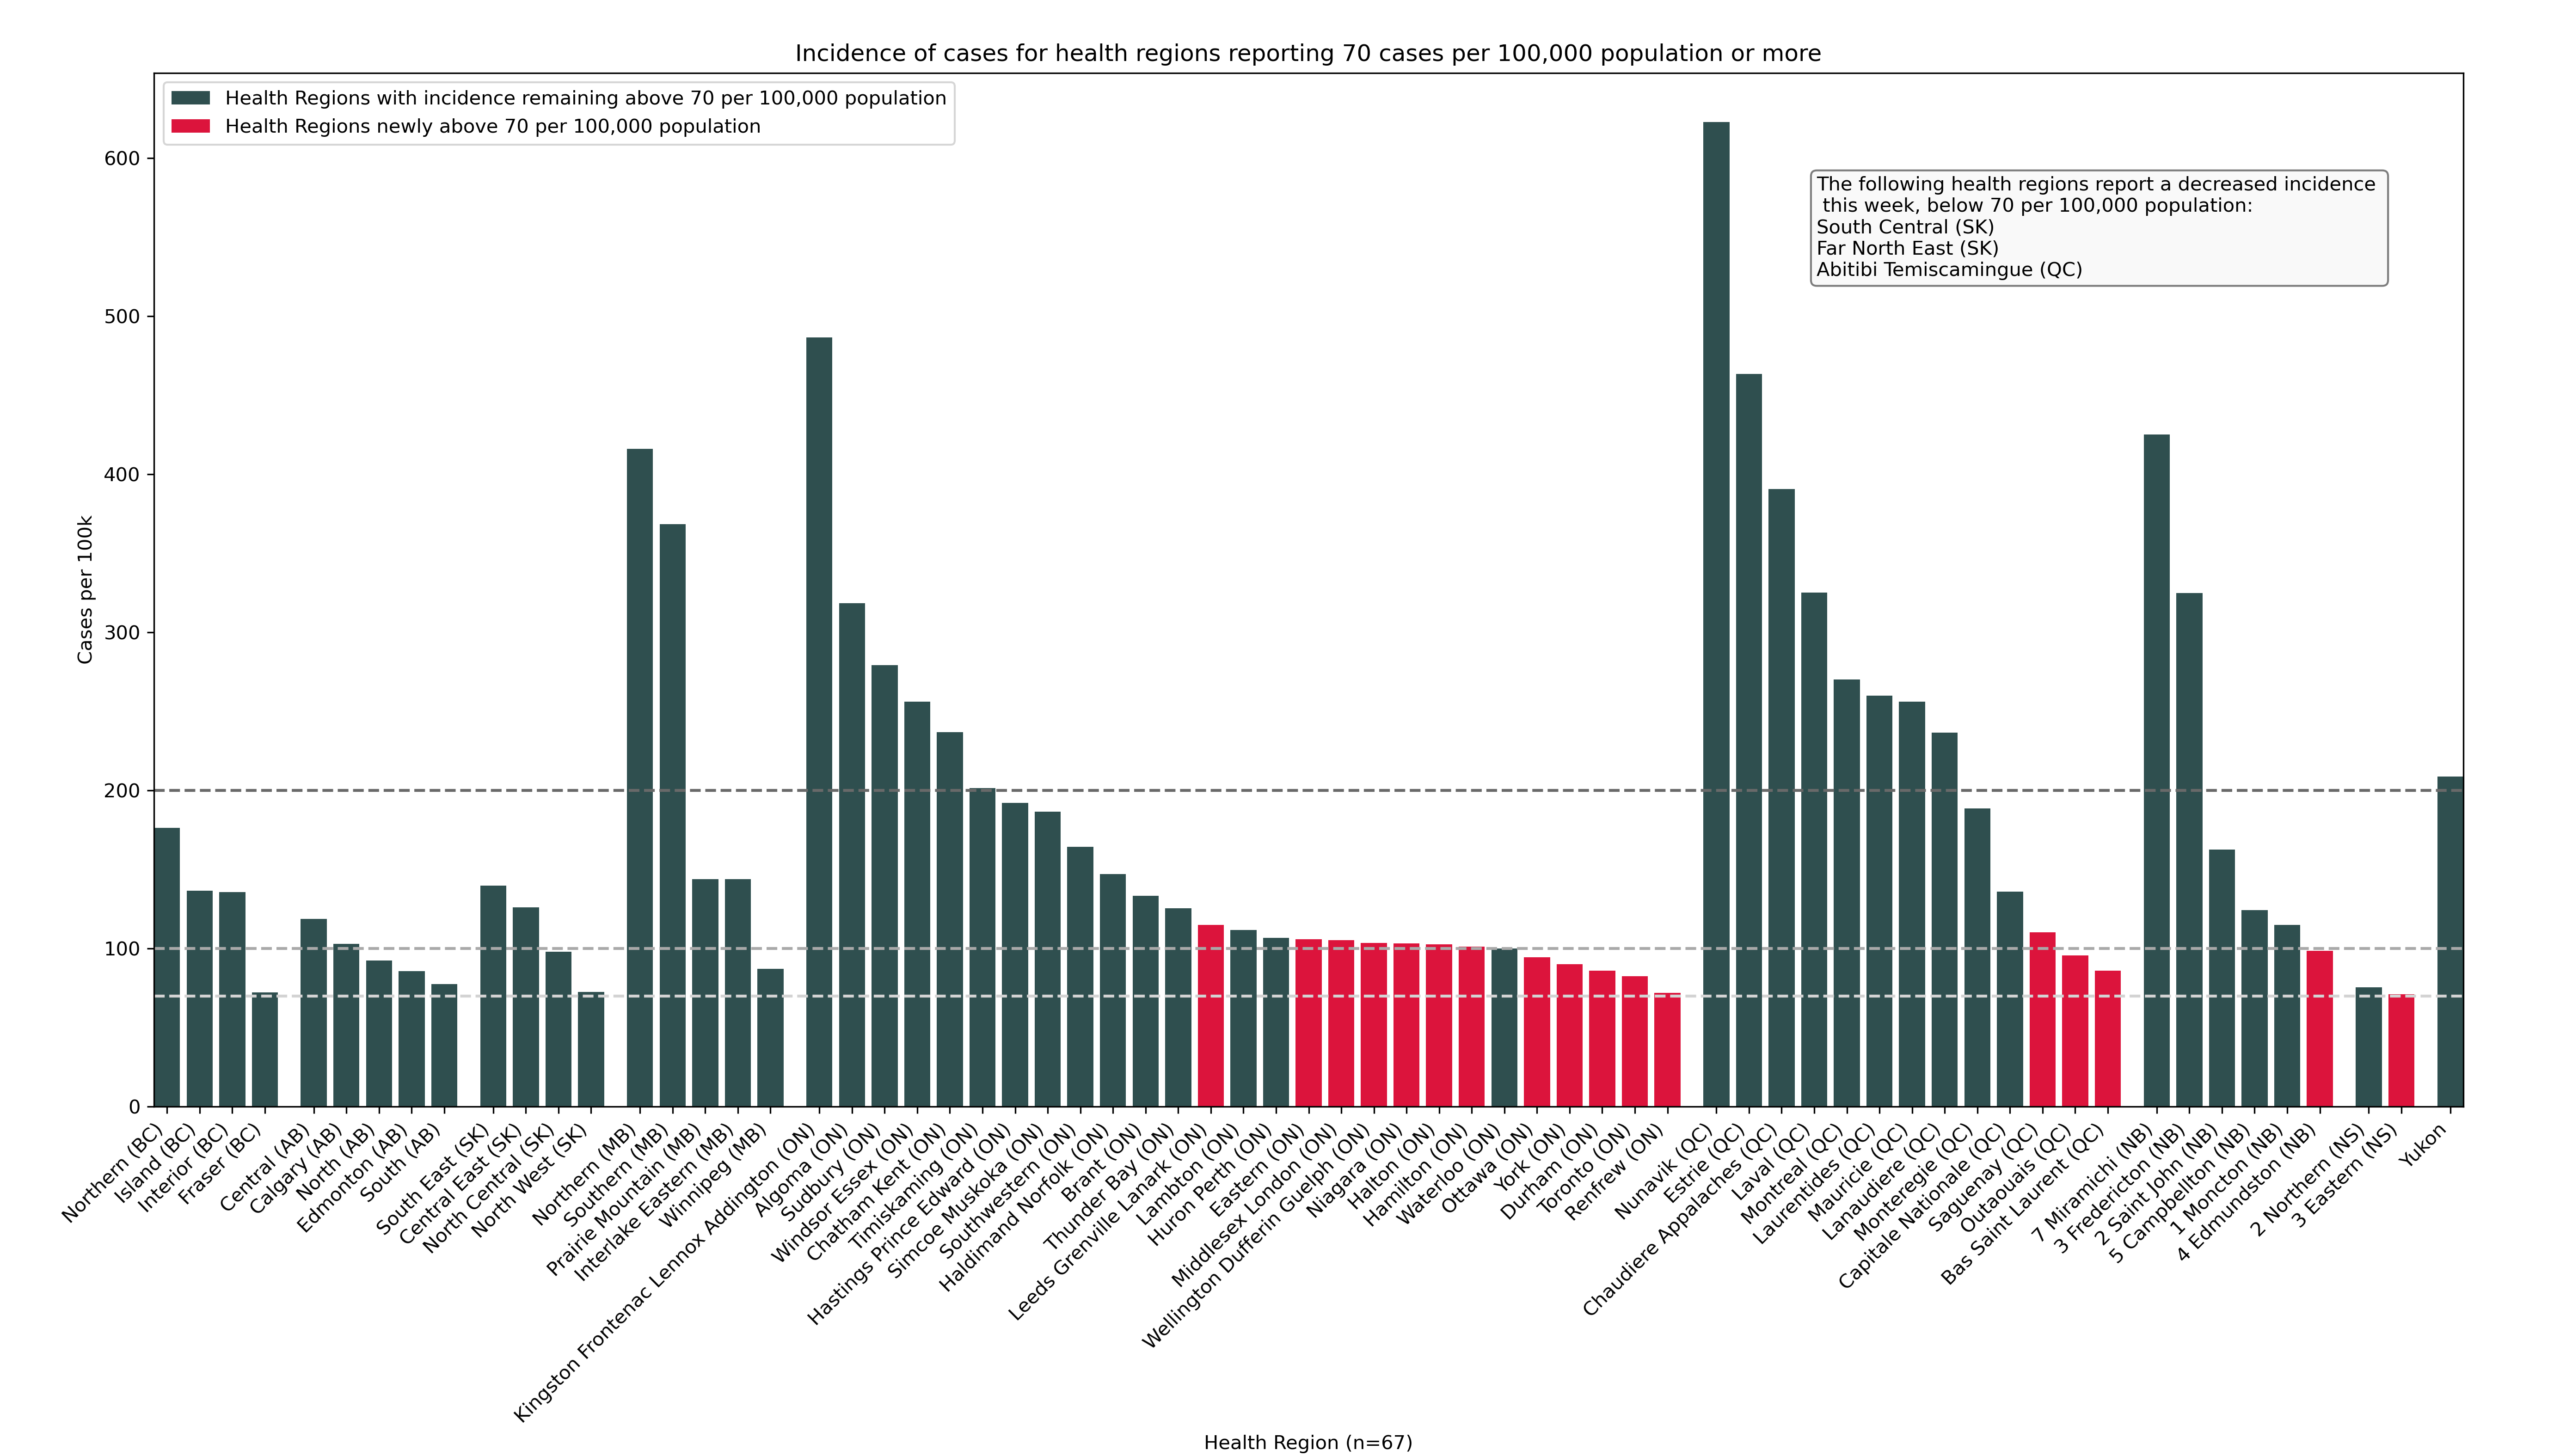 Incidence of cases for health regions reporting 70 cases per 100,000 population or more
Health Regions with incidence remaining above 70 per 100,000 population
Health Regions newly above 70 per 100,000 population
The following health regions report a decreased incidence
this week, below 70 per 100,000 population:
South Central (SK)
Far North East (SK)
Abitibi Temiscamingue (QC)
Cases per 100k
600
500
400
300
200
100
0
Northern (BC)
Island (BC)
Interior (BC)
Fraser (BC)
Central (AB)
Calgary (AB)
North (AB)
Edmonton (AB)
South (AB)
South East (SK)
Central East (SK)
North Central (SK)
North West (SK)
Northern (MB)
Southern (MB)
Prairie Mountain (MB)
Interlake Eastern (MB)
Winnipeg (MB)
Kingston Frontenac Lennox Addington (ON)
Algoma (ON)
Sudbury (ON)
Windsor Essex (ON)
Chatham Kent (ON)
Timiskaming (ON)
Hastings Prince Edward (ON)
Simcoe Muskoka (ON)
Southwestern (ON)
Haldimand Norfolk (ON)
Brant (ON)
Thunder Bay (ON)
Leeds Grenville Lanark (ON)
Lambton (ON)
Huron Perth (ON)
Eastern (ON)
Middlesex London (ON)
Wellington Dufferin Guelph (ON)
Niagara (ON)
Halton (ON)
Hamilton (ON)
Waterloo (ON)
Ottawa (ON)
York (ON)
Durham (ON)
Toronto (ON)
Renfrew (ON)
Nunavik (QC)
Estrie (QC)
Chaudiere Appalaches (QC)
Laval (QC)
Montreal (QC)
Laurentides (QC)
Mauricie (QC)
Lanaudiere (QC)
Monteregie (QC)
Capitale Nationale (QC)
Saguenay (QC)
Outaouais (QC)
Bas Saint Laurent (QC)
7 Miramichi (NB)
3 Fredericton (NB)
2 Saint John (NB)
5 Campbellton (NB)
1 Moncton (NB)
4 Edmundston (NB)
2 Northern (NS)
3 Eastern (NS)
Yukon
Health Region (n=67)